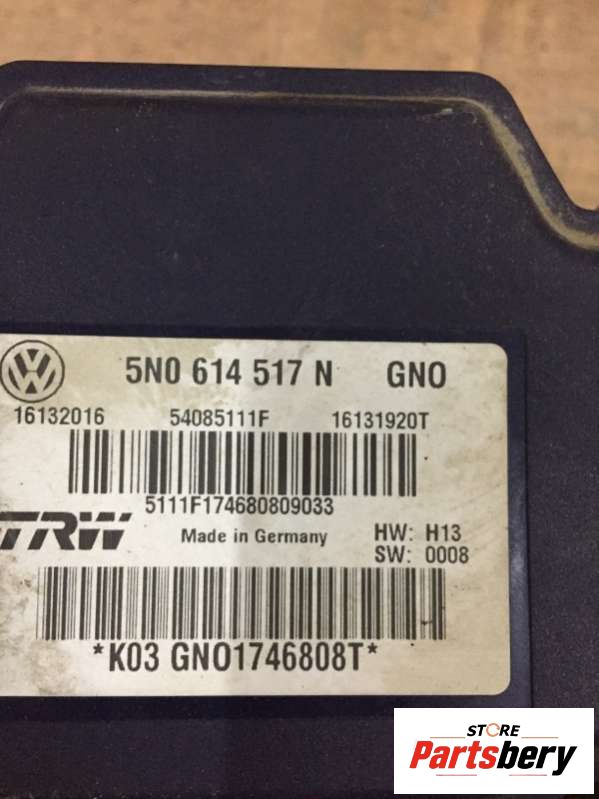 5N0 614 517 N GNO
16132016 54085111F 16131920T
5111F174680809033
TRW Made in Germany HW: H13
SW: 0008
*K03 GNO1746808T*
STORE
Partsbery